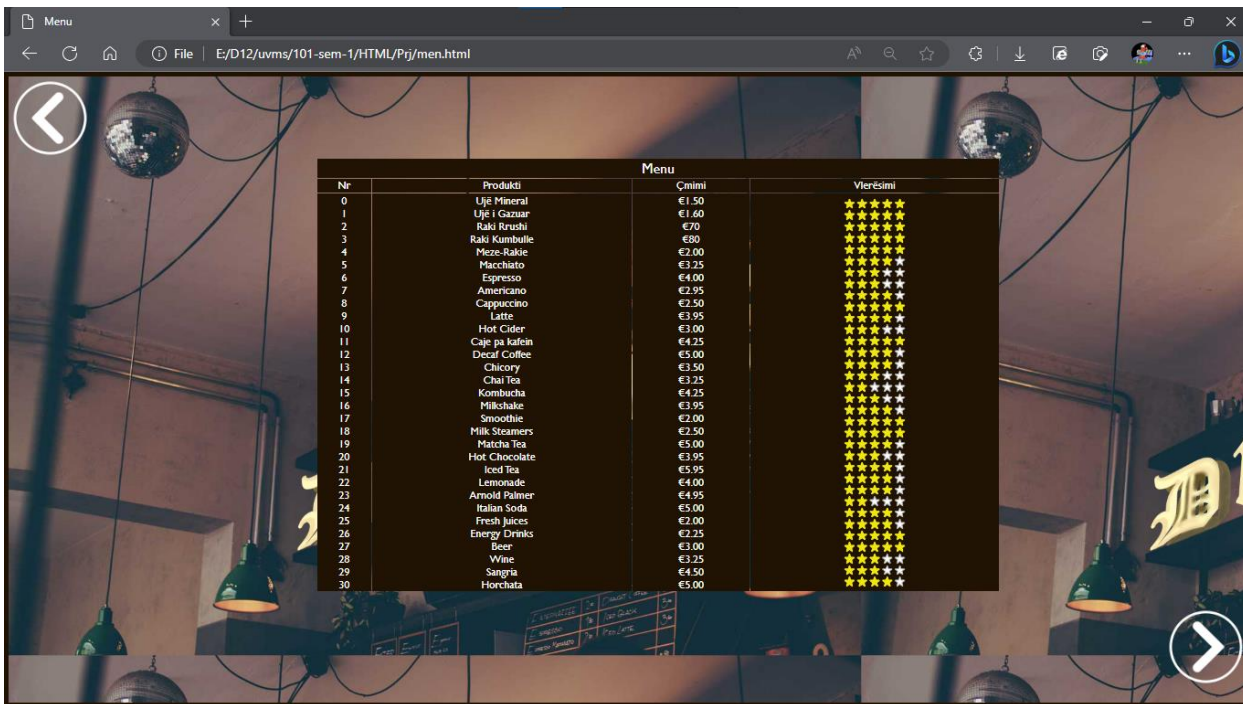 Menu
File
E:/D12/uvms/101-sem-1/HTML/Prj/men.html
Menu
Nr Produkti Çmimi Vlerësimi
0 Ujë Mineral €1.50
1 Ujë i Gazuar €1.60
2 Raki Rrushi €70
3 Raki Kumbulle €80
4 Meze-Rakie €2.00
5 Macchiato €3.25
6 Espresso €4.00
7 Americano €2.95
8 Cappuccino €2.50
9 Latte €3.95
10 Hot Cider €3.00
11 Caje pa kafein €4.25
12 Decaf Coffee €5.00
13 Chicory €3.50
14 Chai Tea €3.25
15 Kombucha €4.25
16 Milkshake €3.95
17 Smoothie €2.00
18 Milk Steamers €2.50
19 Matcha Tea €5.00
20 Hot Chocolate €3.95
21 Iced Tea €5.95
22 Lemonade €4.00
23 Arnold Palmer €4.95
24 Italian Soda €5.00
25 Fresh Juices €2.00
26 Energy Drinks €2.25
27 Beer €3.00
28 Wine €3.25
29 Sangria €4.50
30 Horchata €5.00